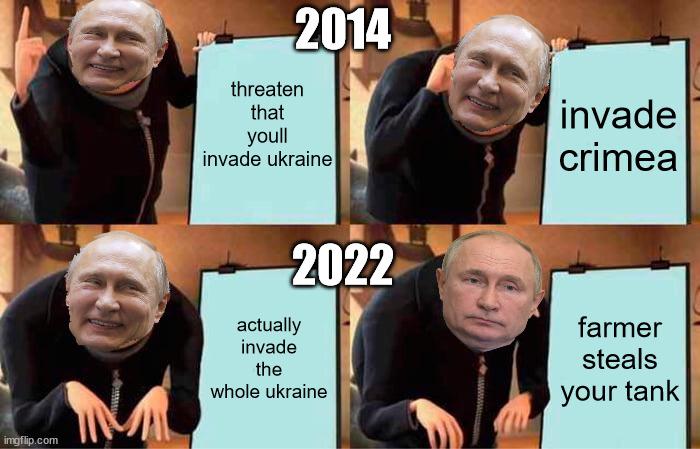 2014
threaten
that
youll
invade ukraine
invade
crimea
2022
actually
invade
the
whole ukraine
farmer
steals
your tank
imgflip.com